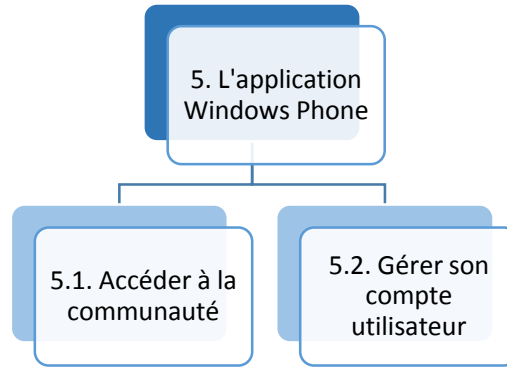 5. L'application
Windows Phone
5.1. Accéder à la
communauté
5.2. Gérer son
compte
utilisateur